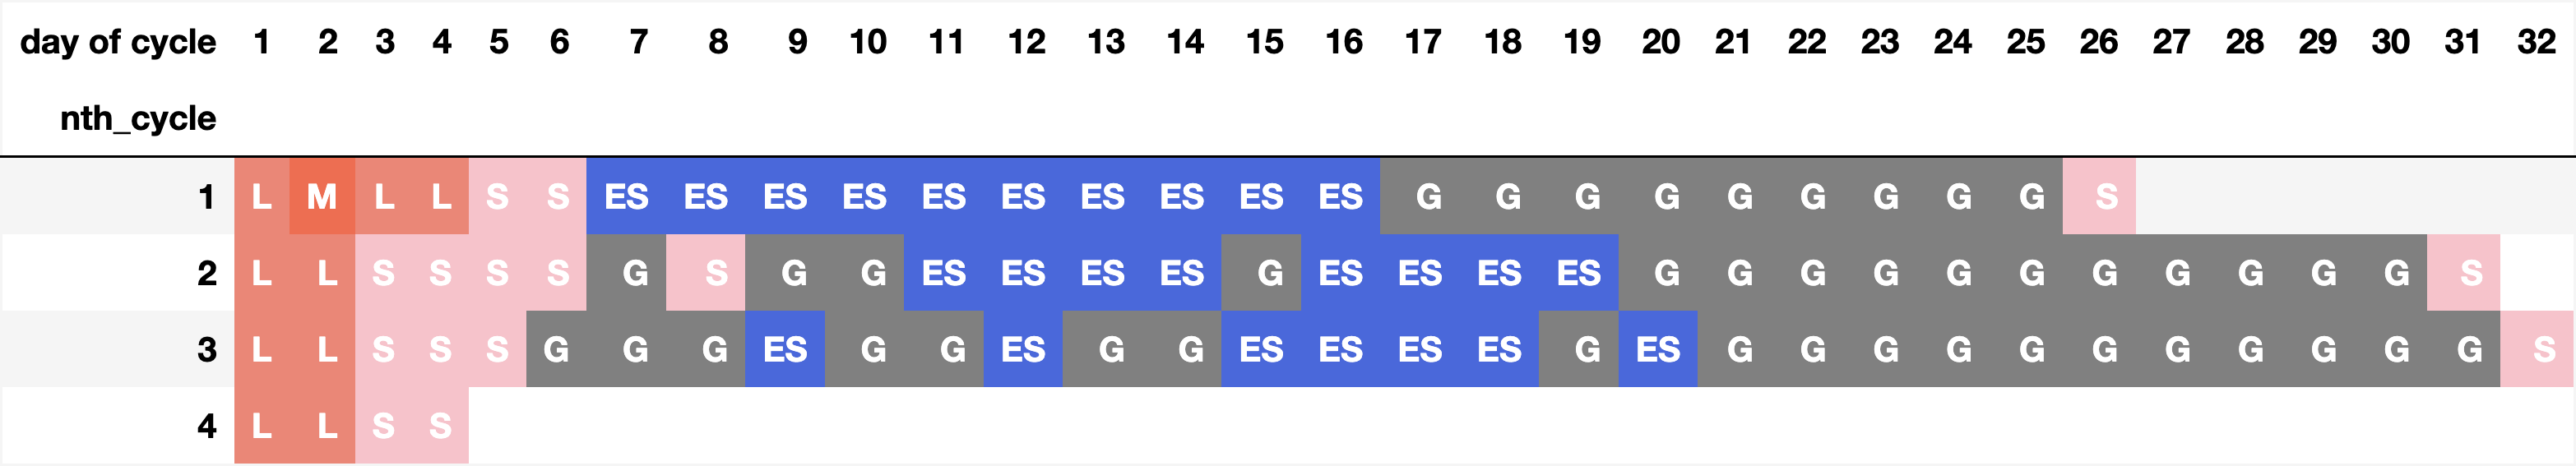 day of cycle 1 2 3 4 5 6 7 8 9 10 11 12 13 14 15 16 17 18 19 20 21 22 23 24 25 26 27 28 29 30 31 32
nth_cycle
1 L M L L S S ES ES ES ES ES ES ES ES ES ES G G G G G G G G G S
2 L L S S S S G S G G ES ES ES ES G ES ES ES ES G G G G G G G G G G G S
3 L L S S S G G G ES G G ES G G ES ES ES ES G ES G G G G G G G G G G G S
4 L L S S